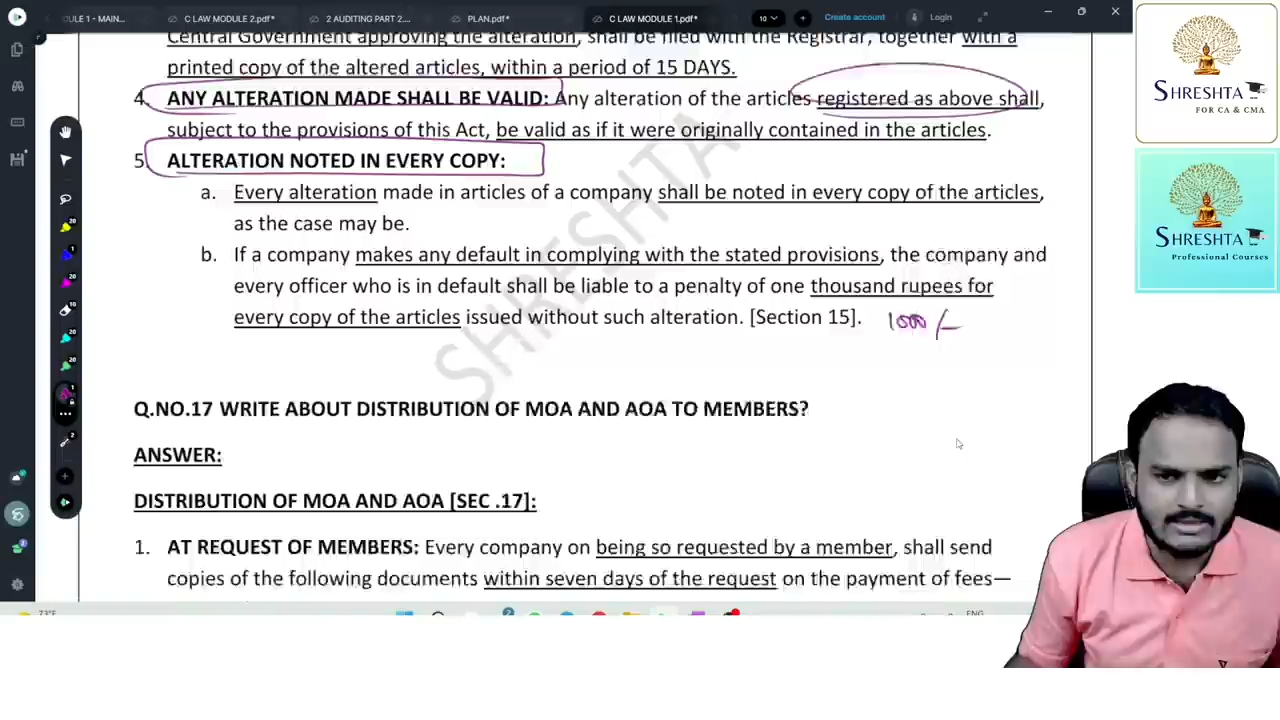 ULE 1 - MAIN...
C LAW MODULE 2.pdf*
2 AUDITING PART 2....
PLAN.pdf*
C LAW MODULE 1.pdf*
10
Create account
Login
Central Government approving the alteration, shall be filed with the Registrar, together with a
printed copy of the altered articles, within a period of 15 DAYS.
4. ANY ALTERATION MADE SHALL BE VALID: Any alteration of the articles registered as above shall,
subject to the provisions of this Act, be valid as if it were originally contained in the articles.
5. ALTERATION NOTED IN EVERY COPY:
a. Every alteration made in articles of a company shall be noted in every copy of the articles,
as the case may be.
b. If a company makes any default in complying with the stated provisions, the company and
every officer who is in default shall be liable to a penalty of one thousand rupees for
every copy of the articles issued without such alteration. [Section 15].
1000/-
Q.NO.17 WRITE ABOUT DISTRIBUTION OF MOA AND AOA TO MEMBERS?
ANSWER:
DISTRIBUTION OF MOA AND AOA [SEC .17]:
1. AT REQUEST OF MEMBERS: Every company on being so requested by a member, shall send
copies of the following documents within seven days of the request on the payment of fees—
SHRESHTA
73°F
ENG
SHRESHTA
FOR CA & CMA
SHRESHTA
Professional Courses